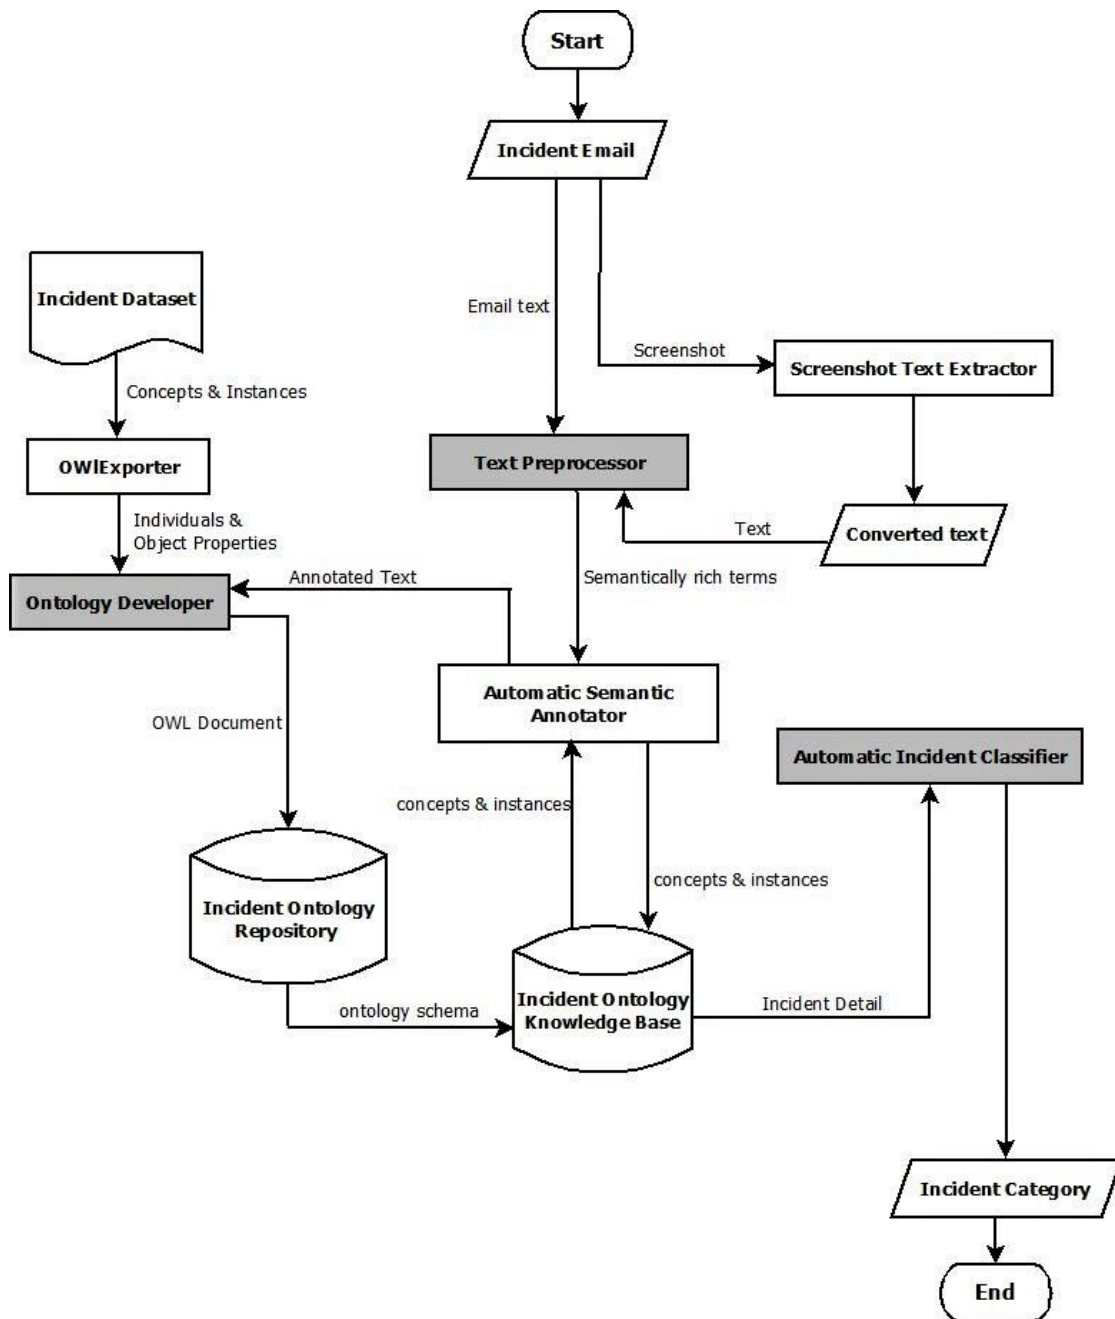 Start
Incident Email
Incident Dataset
Email text
Screenshot
Screenshot Text Extractor
Concepts & Instances
OWlExporter
Text Preprocessor
Individuals &
Object Properties
Text
Converted text
Annotated Text
Semantically rich terms
Ontology Developer
Automatic Semantic
Annotator
OWL Document
Automatic Incident Classifier
concepts & instances
concepts & instances
Incident Ontology
Repository
Incident Ontology
Knowledge Base
ontology schema
Incident Detail
Incident Category
End